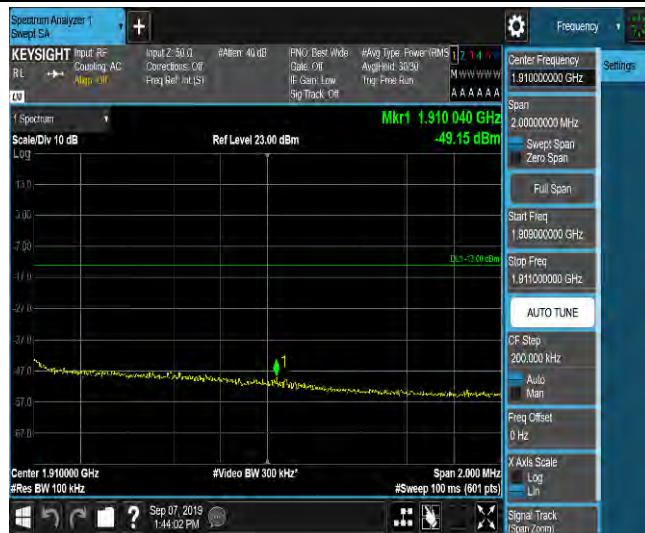 Spectrum Analyzer 1
Swept SA
Frequency
KEYSIGHT
RL
Input: RF
Coupling: AC
Align: Off
Input Z: 50 Ω
Corrections: Off
Freq Ref: Int (S)
#Atten: 40 dB
PNO: Best Wide
Gate: Off
IF Gain: Low
Sig Track: Off
#Avg Type: Power (RMS
Avg|Hold: 30/30
Trig: Free Run
M W W W W W
A A A A A A
LXI
Center Frequency
1.910000000 GHz
Settings
Span
2.00000000 MHz
Swept Span
Zero Span
Full Span
Start Freq
1.909000000 GHz
Stop Freq
1.911000000 GHz
AUTO TUNE
CF Step
200.000 kHz
Auto
Man
Freq Offset
0 Hz
X Axis Scale
Log
Lin
Signal Track
(Span Zoom)
1 Spectrum
Scale/Div 10 dB
Ref Level 23.00 dBm
Mkr1 1.910 040 GHz
-49.15 dBm
Log
13.0
3.00
-7.00
DL1 -13.00 dBm
-17.0
-27.0
-37.0
-47.0
-57.0
-67.0
1
Center 1.910000 GHz
#Video BW 300 kHz*
Span 2.000 MHz
#Res BW 100 kHz
#Sweep 100 ms (601 pts)
?
Sep 07, 2019
1:44:02 PM